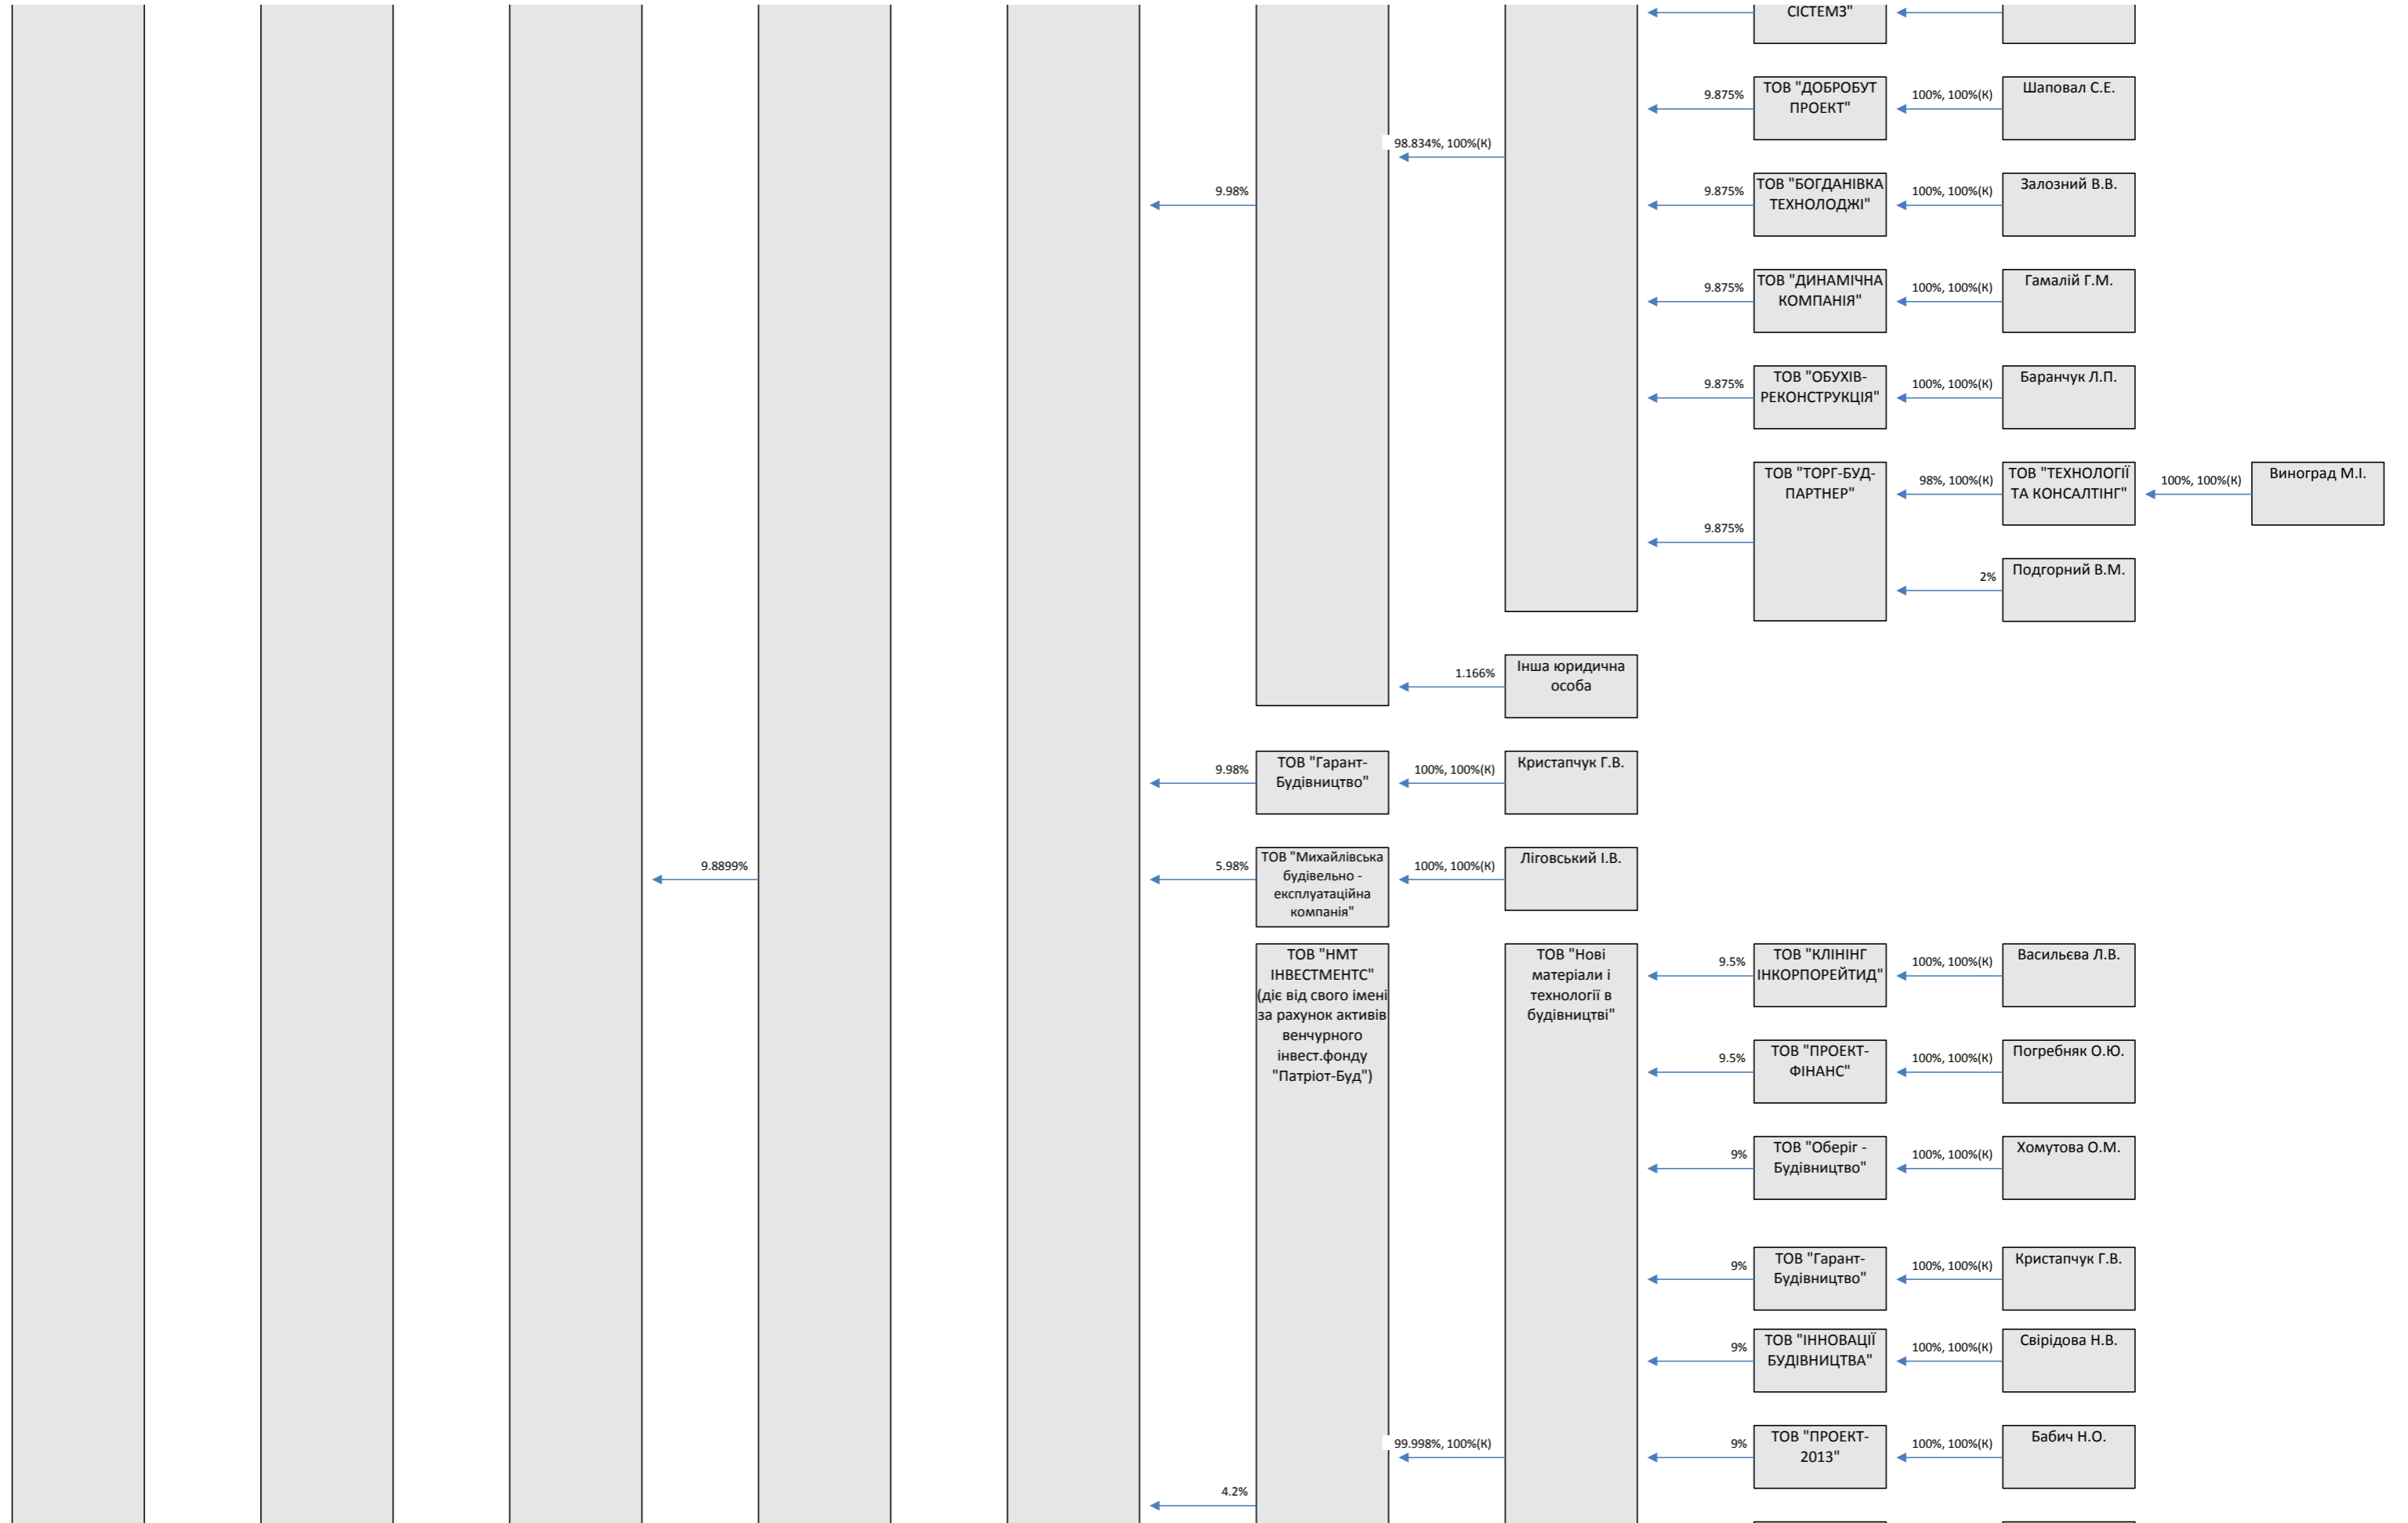 СІСТЕМЗ"
9.875%
ТОВ "ДОБРОБУТ
ПРОЕКТ"
100%, 100%(К)
Шаповал С.Е.
98.834%, 100%(К)
9.98%
9.875%
ТОВ "БОГДАНІВКА
ТЕХНОЛОДЖІ"
100%, 100%(К)
Залозний В.В.
9.875%
ТОВ "ДИНАМІЧНА
КОМПАНІЯ"
100%, 100%(К)
Гамалій Г.М.
9.875%
ТОВ "ОБУХІВ-
РЕКОНСТРУКЦІЯ"
100%, 100%(К)
Баранчук Л.П.
9.875%
ТОВ "ТОРГ-БУД-
ПАРТНЕР"
98%, 100%(К)
ТОВ "ТЕХНОЛОГІЇ
ТА КОНСАЛТІНГ"
100%, 100%(К)
Виноград М.І.
2%
Подгорний В.М.
1.166%
Інша юридична
особа
9.98%
ТОВ "Гарант-
Будівництво"
100%, 100%(К)
Кристапчук Г.В.
9.8899%
5.98%
ТОВ "Михайлівська
будівельно -
експлуатаційна
компанія"
100%, 100%(К)
Ліговський І.В.
ТОВ "НМТ
ІНВЕСТМЕНТС"
(діє від свого імені
за рахунок активів
венчурного
інвест.фонду
"Патріот-Буд")
ТОВ "Нові
матеріали і
технології в
будівництві"
9.5%
ТОВ "КЛІНІНГ
ІНКОРПОРЕЙТИД"
100%, 100%(К)
Васильєва Л.В.
9.5%
ТОВ "ПРОЕКТ-
ФІНАНС"
100%, 100%(К)
Погребняк О.Ю.
9%
ТОВ "Оберіг -
Будівництво"
100%, 100%(К)
Хомутова О.М.
9%
ТОВ "Гарант-
Будівництво"
100%, 100%(К)
Кристапчук Г.В.
9%
ТОВ "ІННОВАЦІЇ
БУДІВНИЦТВА"
100%, 100%(К)
Свірідова Н.В.
99.998%, 100%(К)
9%
ТОВ "ПРОЕКТ-
2013"
100%, 100%(К)
Бабич Н.О.
4.2%